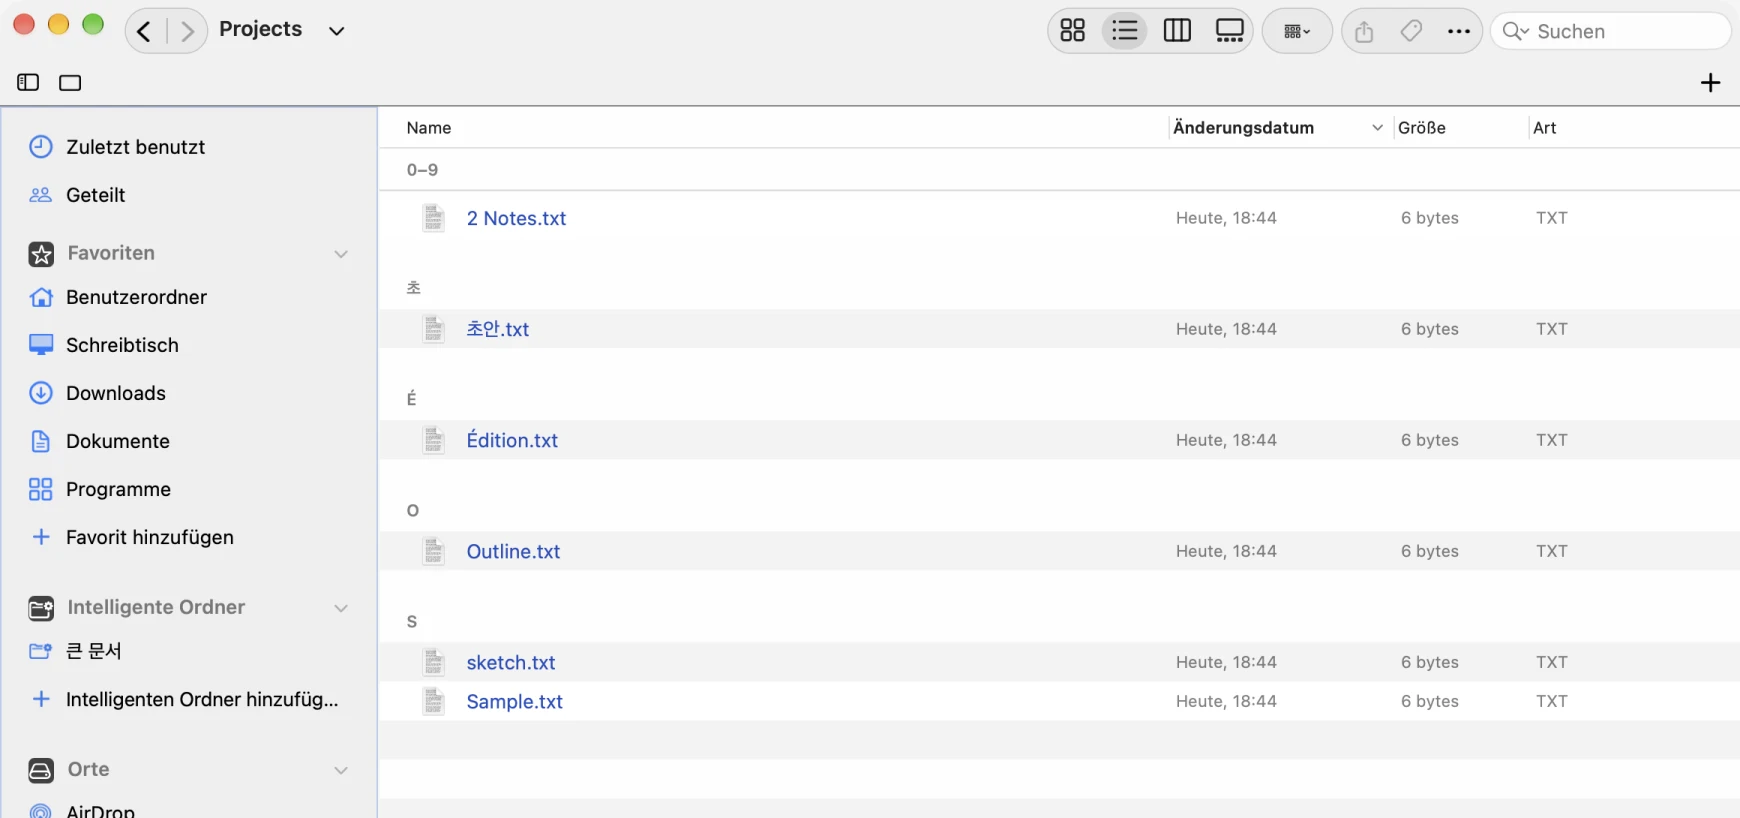 Projects
Suchen
Zuletzt benutzt
Geteilt
Favoriten
Benutzerordner
Schreibtisch
Downloads
Dokumente
Programme
Favorit hinzufügen
Intelligente Ordner
큰 문서
Intelligenten Ordner hinzufüg...
Orte
AirDrop
Name Änderungsdatum Größe Art
0–9
2 Notes.txt Heute, 18:44 6 bytes TXT
초
초안.txt Heute, 18:44 6 bytes TXT
É
Édition.txt Heute, 18:44 6 bytes TXT
O
Outline.txt Heute, 18:44 6 bytes TXT
S
sketch.txt Heute, 18:44 6 bytes TXT
Sample.txt Heute, 18:44 6 bytes TXT